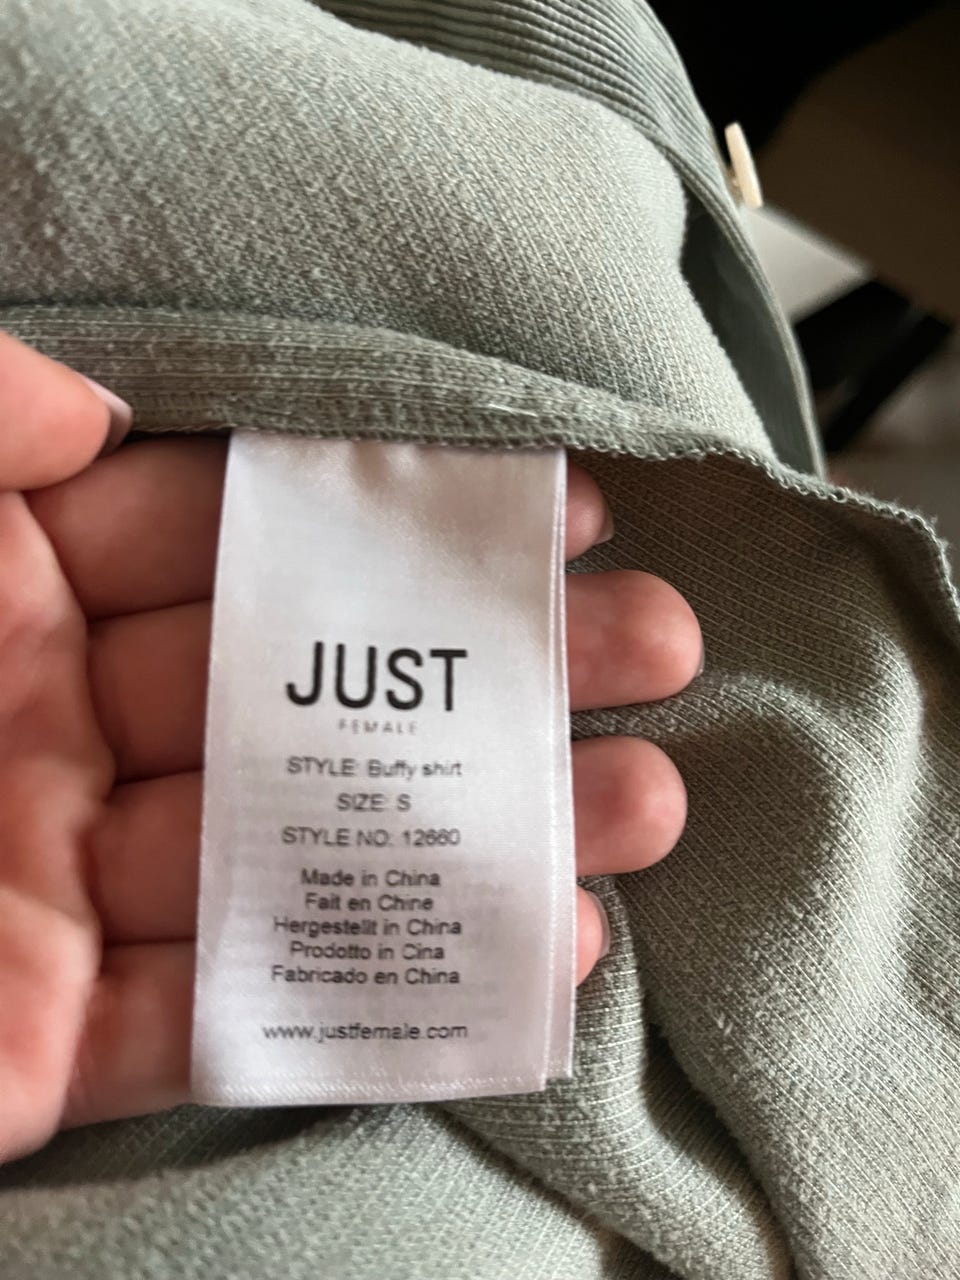 JUST
FEMALE
STYLE: Buffy shirt
SIZE: S
STYLE NO: 12660
Made in China
Fait en Chine
Hergestellt in China
Prodotto in Cina
Fabricado en China
www.justfemale.com